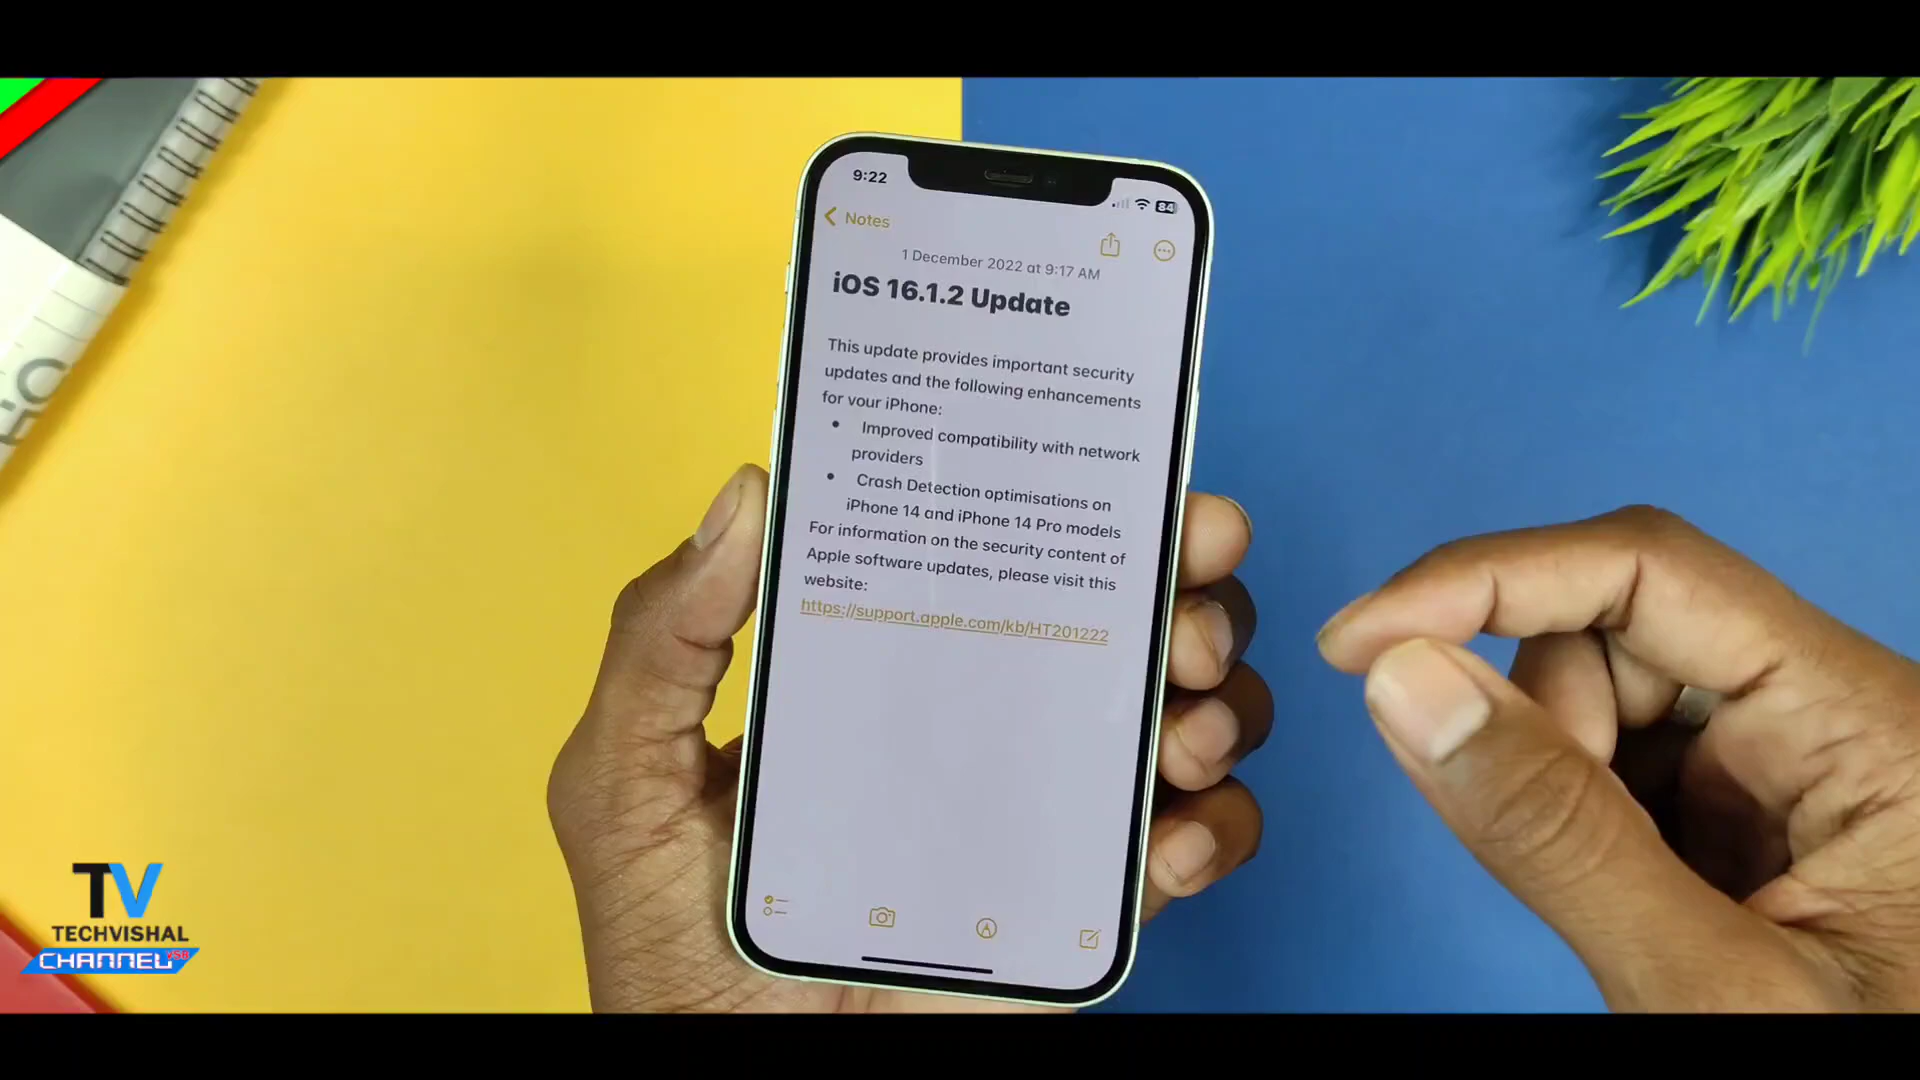 9:22
84
Notes
1 December 2022 at 9:17 AM
iOS 16.1.2 Update
This update provides important security
updates and the following enhancements
for your iPhone:
• Improved compatibility with network
providers
• Crash Detection optimisations on
iPhone 14 and iPhone 14 Pro models
For information on the security content of
Apple software updates, please visit this
website:
https://support.apple.com/kb/HT201222
TV
TECHVISHAL
CHANNEL VSB